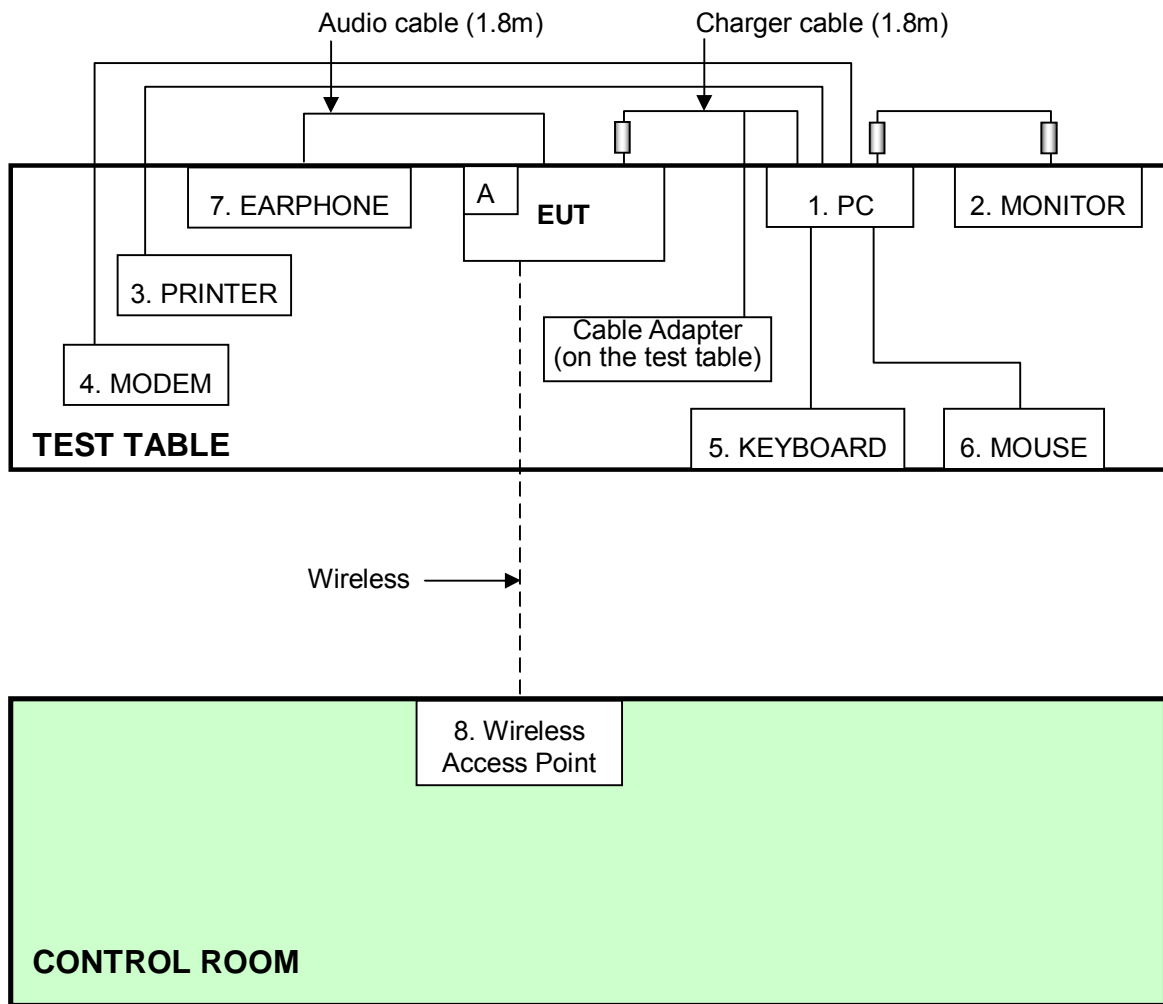 Audio cable (1.8m)
Charger cable (1.8m)
7. EARPHONE
A
EUT
1. PC
2. MONITOR
3. PRINTER
Cable Adapter
(on the test table)
4. MODEM
TEST TABLE
5. KEYBOARD
6. MOUSE
Wireless
8. Wireless
Access Point
CONTROL ROOM